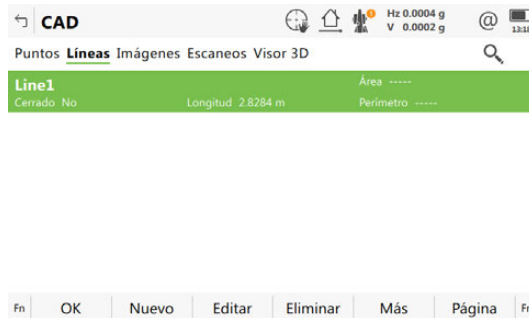 CAD
Hz 0.0004 g
V 0.0002 g
@
Puntos Líneas Imágenes Escaneos Visor 3D
Line1
Área -----
Cerrado No Longitud 2.8284 m Perímetro -----
Fn OK Nuevo Editar Eliminar Más Página